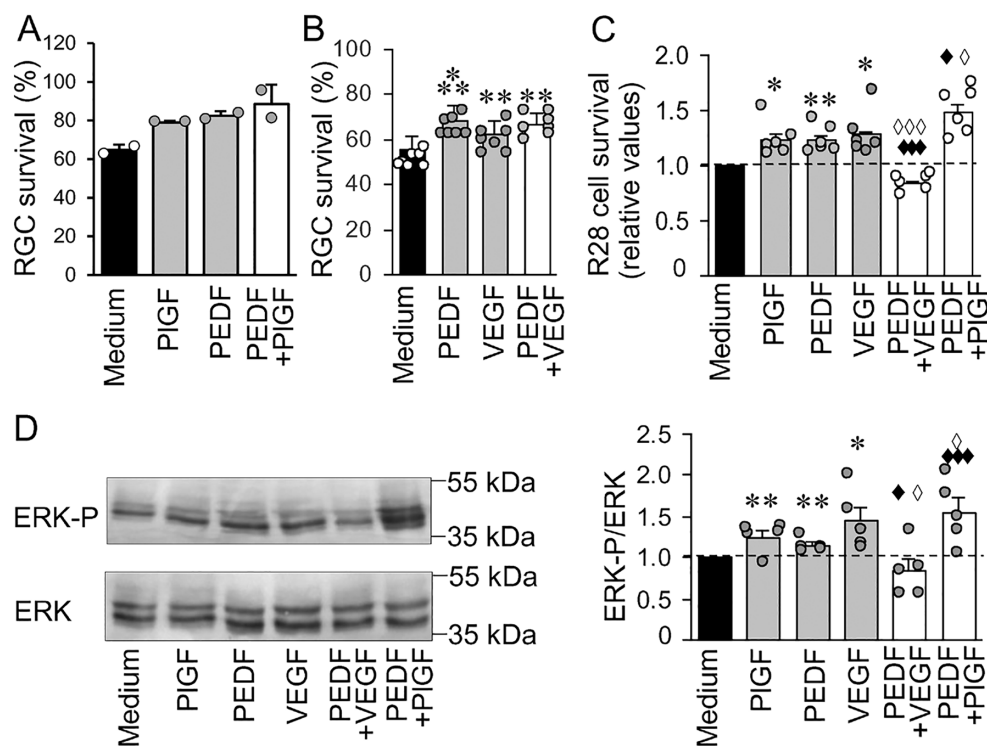 A
RGC survival (%)
120
100
80
60
40
20
0
Medium
PlGF
PEDF
PEDF
+PlGF
B
RGC survival (%)
100
80
60
40
20
0
***
**
**
Medium
PEDF
VEGF
PEDF
+VEGF
C
R28 cell survival
(relative values)
2.0
1.5
1.0
0.5
0
*
**
*
◊◊◊
♦♦♦
♦ ◊
Medium
PlGF
PEDF
VEGF
PEDF
+VEGF
PEDF
+PlGF
D
ERK-P
55 kDa
35 kDa
ERK
55 kDa
35 kDa
Medium
PlGF
PEDF
VEGF
PEDF
+VEGF
PEDF
+PlGF
ERK-P/ERK
2.5
2.0
1.5
1.0
0.5
0
**
**
*
♦ ◊
◊
♦♦♦
Medium
PlGF
PEDF
VEGF
PEDF
+VEGF
PEDF
+PlGF